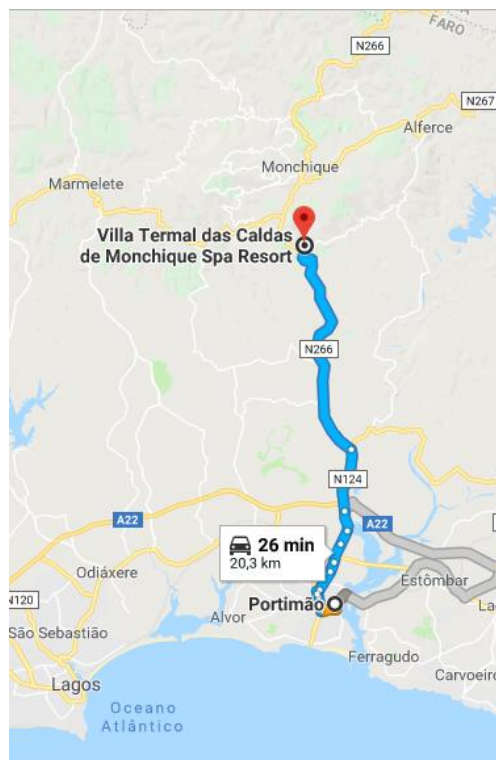 FARO
N266
N267
Alferce
Monchique
Marmelete
Villa Termal das Caldas
de Monchique Spa Resort
N266
N124
A22
A22
26 min
20,3 km
Odiáxere
Estômbar
N120
Portimão
Alvor
São Sebastião
Ferragudo
Carvoeiro
Lagos
Oceano
Atlântico